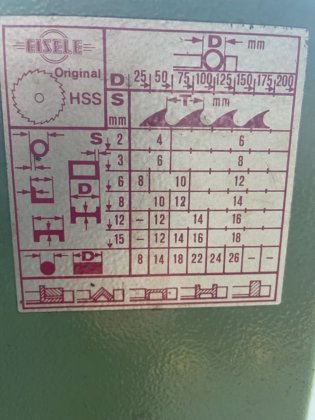 EISELE
D mm
Original
HSS
D 25 50 75 100 125 150 175 200
S
mm
T mm
S 2 4 6
3 6 8
D 6 8 10 12
8 10 12 14
12 – 12 14 16
15 – 12 14 16 18
D 8 14 18 22 24 26 – –